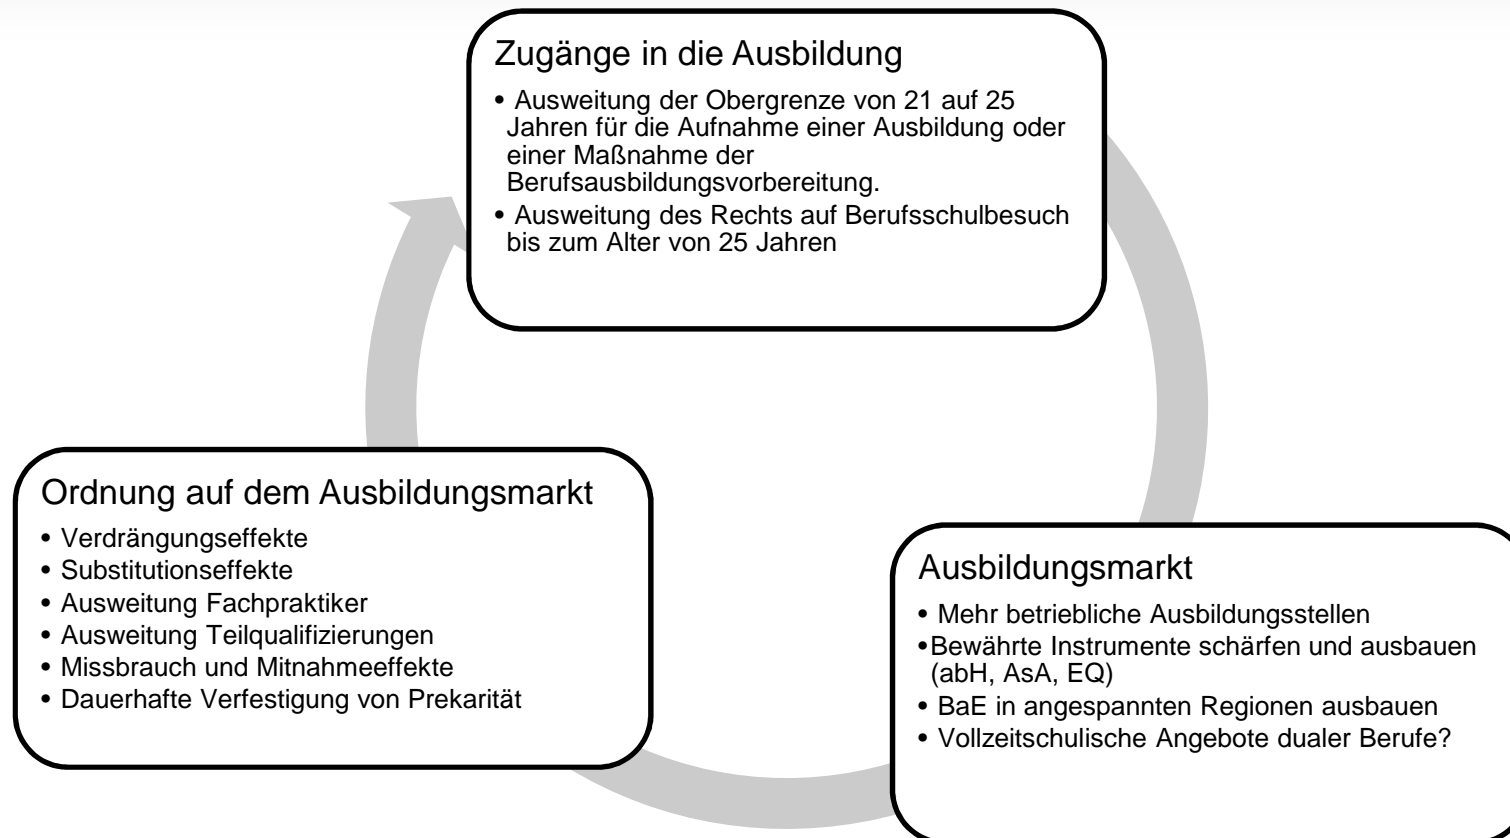 Zugänge in die Ausbildung
• Ausweitung der Obergrenze von 21 auf 25
Jahren für die Aufnahme einer Ausbildung oder
einer Maßnahme der
Berufsausbildungsvorbereitung.
• Ausweitung des Rechts auf Berufsschulbesuch
bis zum Alter von 25 Jahren
Ordnung auf dem Ausbildungsmarkt
• Verdrängungseffekte
• Substitutionseffekte
• Ausweitung Fachpraktiker
• Ausweitung Teilqualifizierungen
• Missbrauch und Mitnahmeeffekte
• Dauerhafte Verfestigung von Prekarität
Ausbildungsmarkt
• Mehr betriebliche Ausbildungsstellen
•Bewährte Instrumente schärfen und ausbauen
(abH, AsA, EQ)
• BaE in angespannten Regionen ausbauen
• Vollzeitschulische Angebote dualer Berufe?